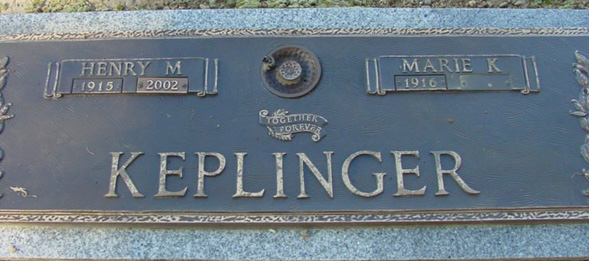 HENRY M
1915 2002
MARIE K
1916
TOGETHER
FOREVER
KEPLINGER